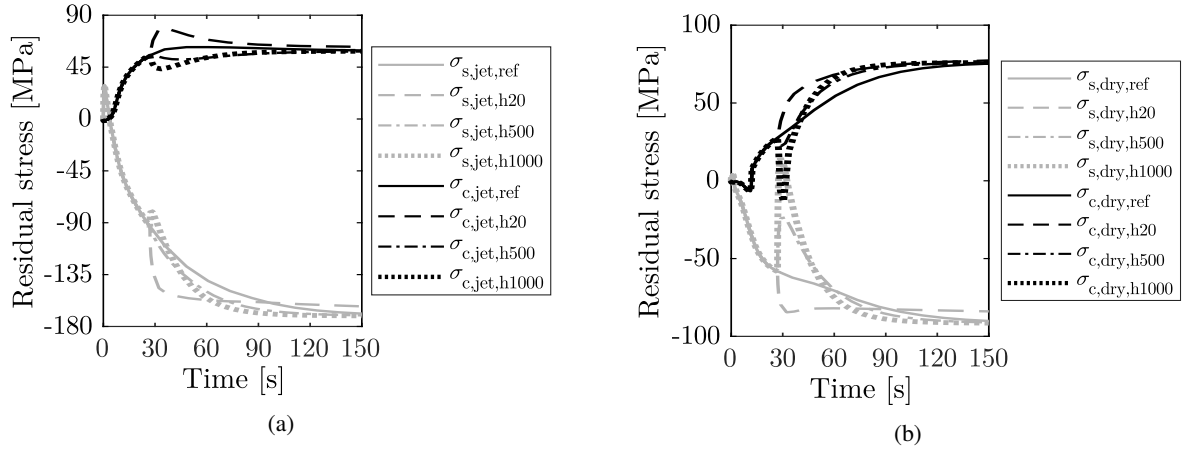 90
45
0
-45
-90
-135
-180
Residual stress [MPa]
0 30 60 90 120 150
Time [s]
σs,jet,ref
σs,jet,h20
σs,jet,h500
σs,jet,h1000
σc,jet,ref
σc,jet,h20
σc,jet,h500
σc,jet,h1000
(a)
100
50
0
-50
-100
Residual stress [MPa]
0 30 60 90 120 150
Time [s]
σs,dry,ref
σs,dry,h20
σs,dry,h500
σs,dry,h1000
σc,dry,ref
σc,dry,h20
σc,dry,h500
σc,dry,h1000
(b)